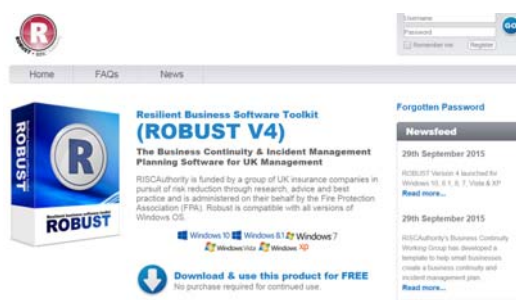 R
ROBUST
Username
Password
GO
Remember me
Register
Home
FAQs
News
Forgotten Password
ROBUST
R
Resilient business software toolkit
ROBUST
Resilient Business Software Toolkit
(ROBUST V4)
The Business Continuity & Incident Management
Planning Software for UK Management
RISCAuthority is funded by a group of UK insurance companies in
pursuit of risk reduction through research, advice and best
practice and is administered on their behalf by the Fire Protection
Association (FPA). Robust is compatible with all versions of
Windows OS.
Windows 10 Windows 8.1 Windows 7
Windows Vista Windows XP
Download & use this product for FREE
No purchase required for continued use.
Newsfeed
29th September 2015
ROBUST Version 4 launched for
Windows 10, 8.1, 8, 7, Vista & XP
Read more...
29th September 2015
RISCAuthority's Business Continuity
Working Group has developed a
template to help small businesses
create a business continuity and
incident management plan.
Read more...